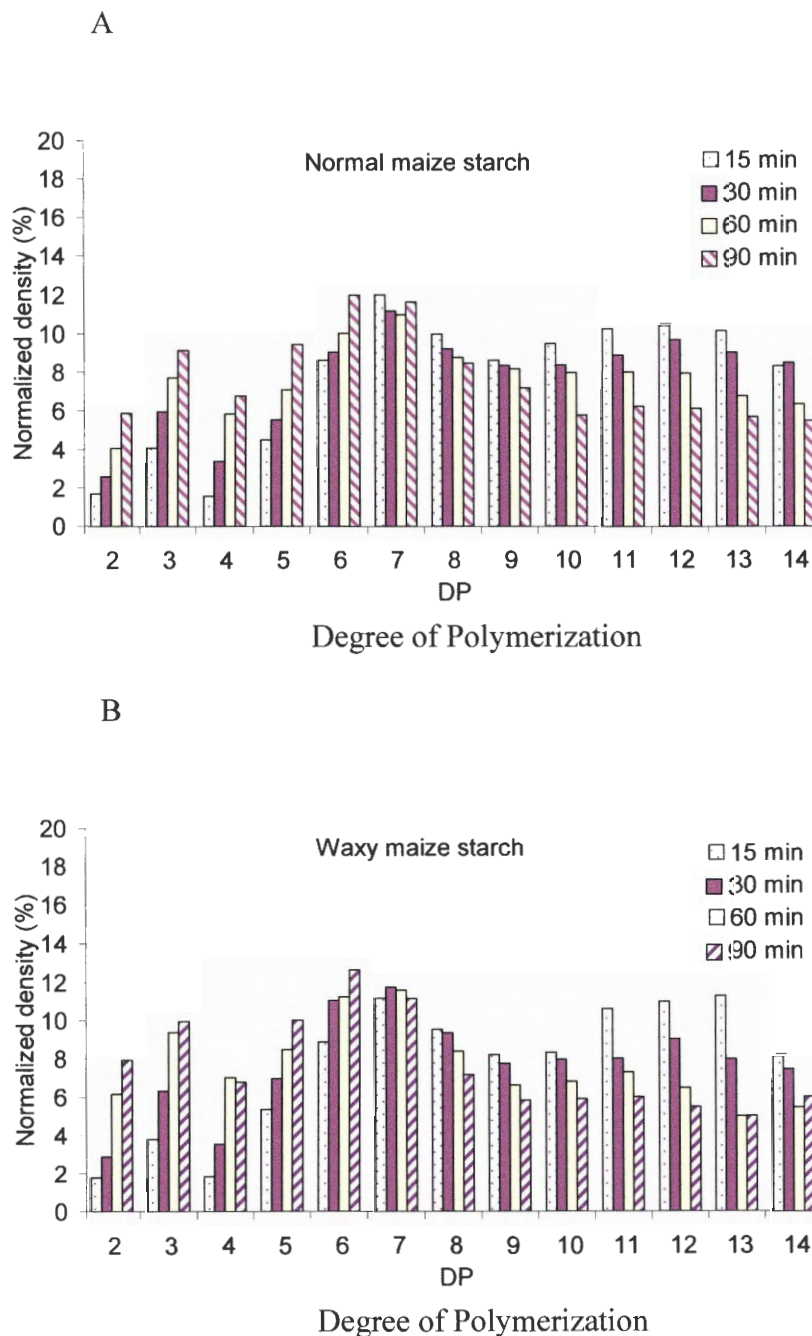 A
Normal maize starch
15 min
30 min
60 min
90 min
Normalized density (%)
20
18
16
14
12
10
8
6
4
2
0
2 3 4 5 6 7 8 9 10 11 12 13 14
DP
Degree of Polymerization
B
Waxy maize starch
15 min
30 min
60 min
90 min
Normalized density (%)
20
18
16
14
12
10
8
6
4
2
0
2 3 4 5 6 7 8 9 10 11 12 13 14
DP
Degree of Polymerization